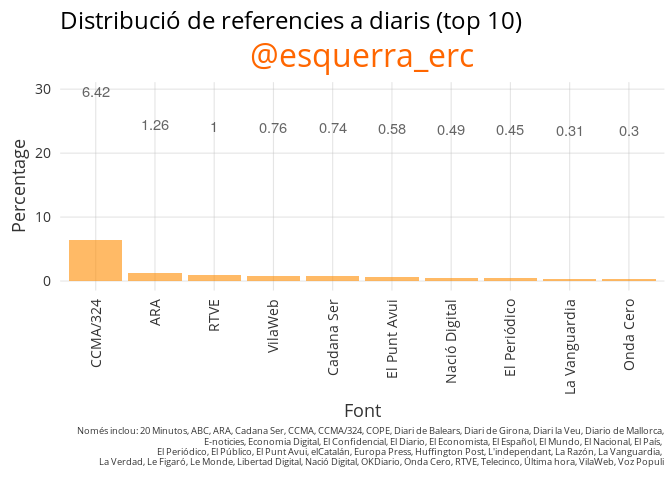 Distribució de referencies a diaris (top 10)
@esquerra_erc
Percentage
30
20
10
0
6.42
1.26
1
0.76
0.74
0.58
0.49
0.45
0.31
0.3
CCMA/324
ARA
RTVE
VilaWeb
Cadana Ser
El Punt Avui
Nació Digital
El Periódico
La Vanguardia
Onda Cero
Font
Només inclou: 20 Minutos, ABC, ARA, Cadana Ser, CCMA, CCMA/324, COPE, Diari de Balears, Diari de Girona, Diari la Veu, Diario de Mallorca,
E-noticies, Economia Digital, El Confidencial, El Diario, El Economista, El Español, El Mundo, El Nacional, El País,
El Periódico, El Público, El Punt Avui, elCatalán, Europa Press, Huffington Post, L'independant, La Razón, La Vanguardia,
La Verdad, Le Figaró, Le Monde, Libertad Digital, Nació Digital, OKDiario, Onda Cero, RTVE, Telecinco, Última hora, VilaWeb, Voz Populi